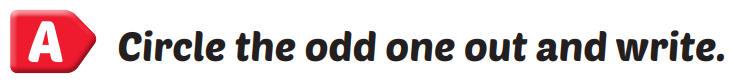 A Circle the odd one out and write.